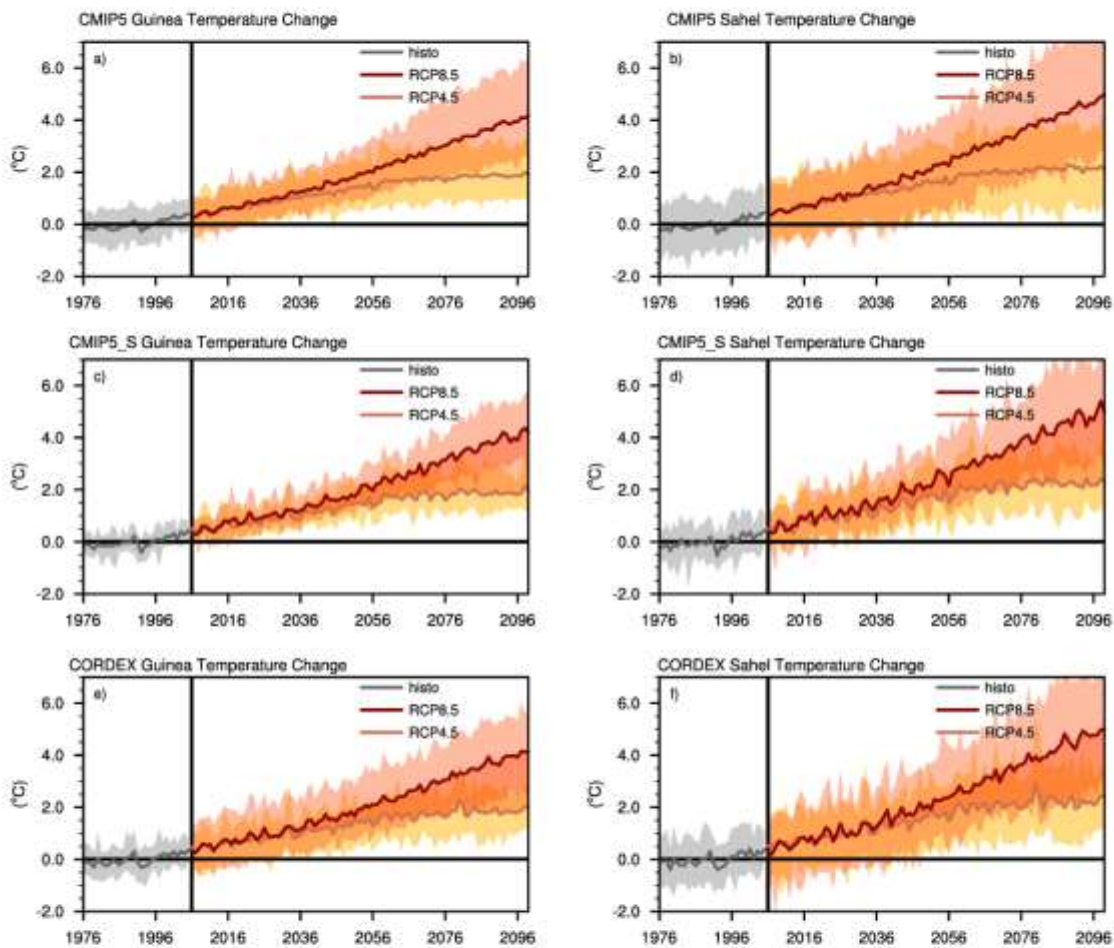 CMIP5 Guinea Temperature Change
a)
histo
RCP8.5
RCP4.5
6.0
4.0
2.0
0.0
-2.0
(°C)
1976 1996 2016 2036 2056 2076 2096
CMIP5 Sahel Temperature Change
b)
histo
RCP8.5
RCP4.5
6.0
4.0
2.0
0.0
-2.0
(°C)
1976 1996 2016 2036 2056 2076 2096
CMIP5_S Guinea Temperature Change
c)
histo
RCP8.5
RCP4.5
6.0
4.0
2.0
0.0
-2.0
(°C)
1976 1996 2016 2036 2056 2076 2096
CMIP5_S Sahel Temperature Change
d)
histo
RCP8.5
RCP4.5
6.0
4.0
2.0
0.0
-2.0
(°C)
1976 1996 2016 2036 2056 2076 2096
CORDEX Guinea Temperature Change
e)
histo
RCP8.5
RCP4.5
6.0
4.0
2.0
0.0
-2.0
(°C)
1976 1996 2016 2036 2056 2076 2096
CORDEX Sahel Temperature Change
f)
histo
RCP8.5
RCP4.5
6.0
4.0
2.0
0.0
-2.0
(°C)
1976 1996 2016 2036 2056 2076 2096